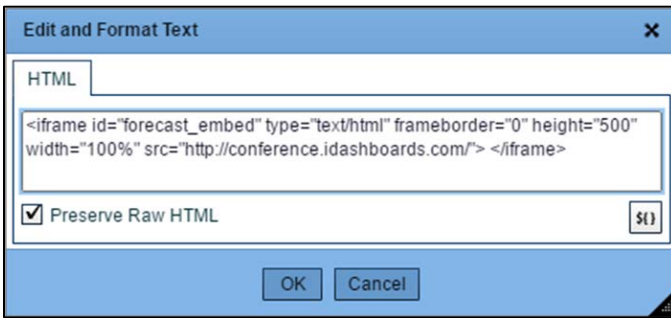 Edit and Format Text
HTML
<iframe id="forecast_embed" type="text/html" frameborder="0" height="500"
width="100%" src="http://conference.idashboards.com/"> </iframe>
Preserve Raw HTML
${}
OK
Cancel